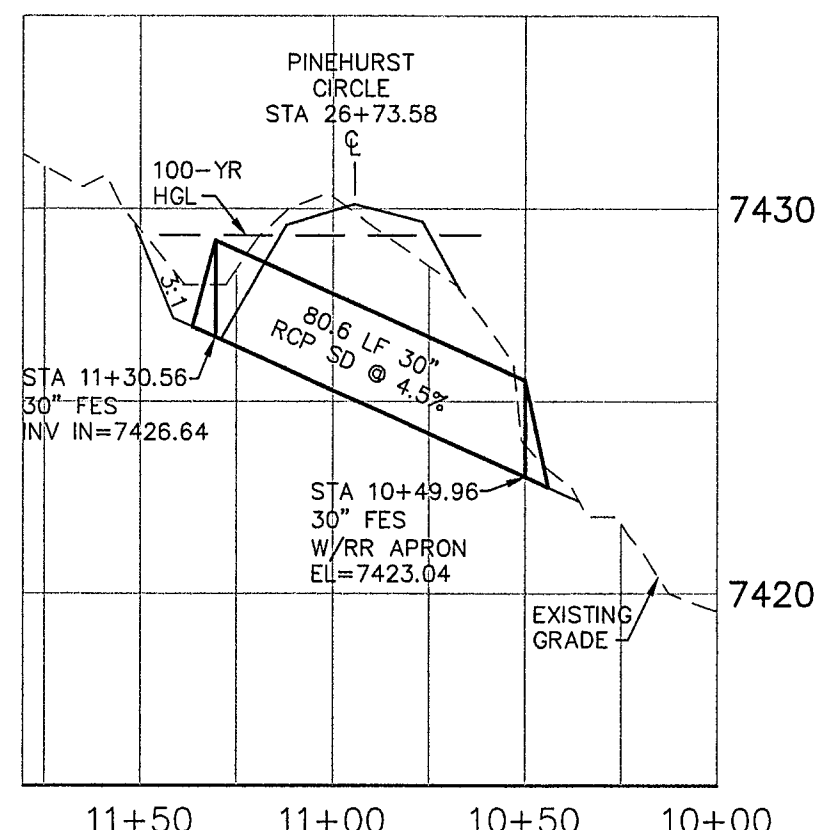 PINEHURST
CIRCLE
STA 26+73.58
℄
100-YR
HGL
7430
3:1
80.6 LF 30"
RCP SD @ 4.5%
STA 11+30.56
30" FES
INV IN=7426.64
STA 10+49.96
30" FES
W/RR APRON
EL=7423.04
7420
EXISTING
GRADE
11+50 11+00 10+50 10+00